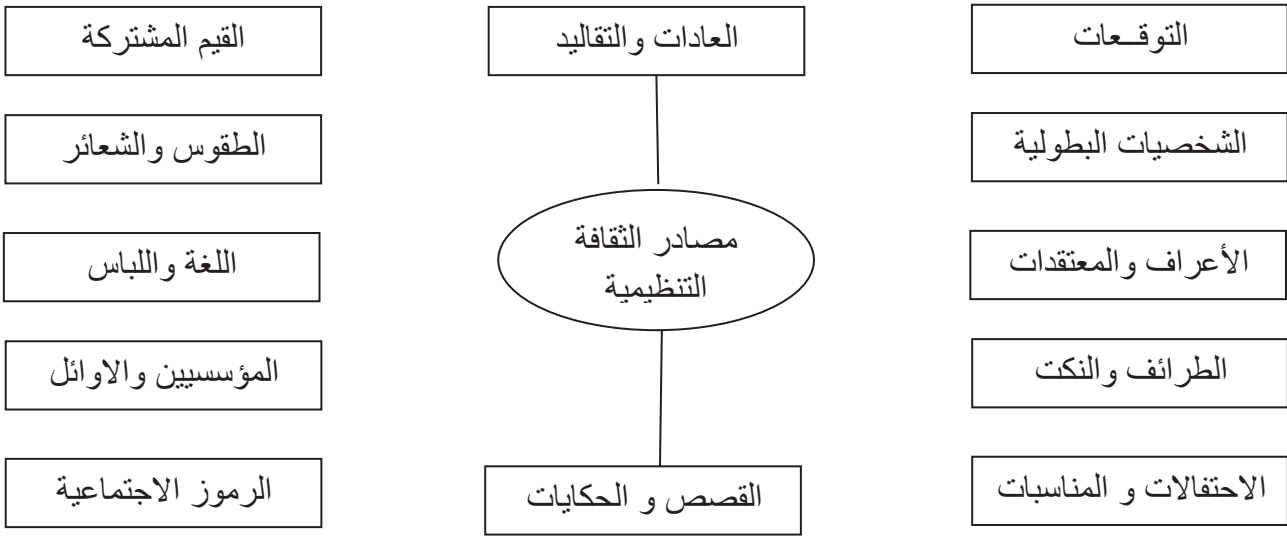 التوقــعات
العادات والتقاليد
القيم المشتركة
الشخصيات البطولية
الطقوس والشعائر
مصادر الثقافة
التنظيمية
الأعراف والمعتقدات
اللغة واللباس
الطرائف والنكت
المؤسسيين والاوائل
الاحتفالات و المناسبات
القصص و الحكايات
الرموز الاجتماعية